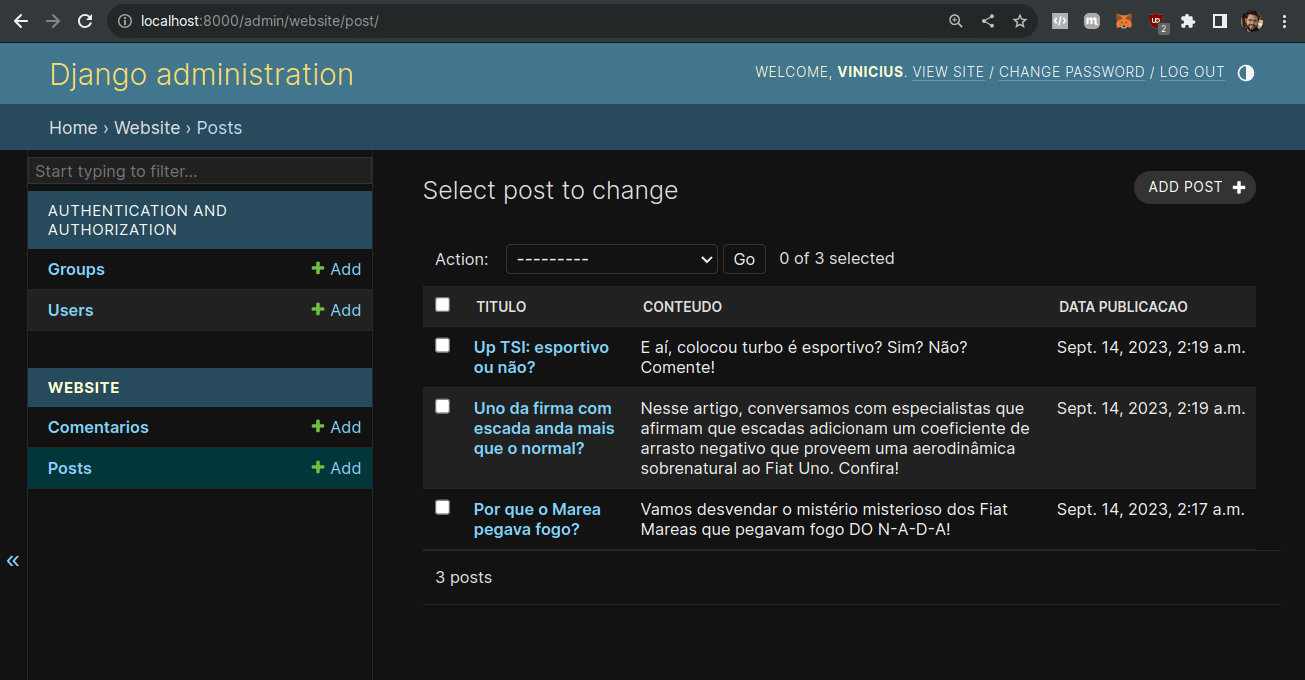 localhost:8000/admin/website/post/
2
Django administration
WELCOME, VINICIUS. VIEW SITE / CHANGE PASSWORD / LOG OUT
Home › Website › Posts
Start typing to filter...
AUTHENTICATION AND
AUTHORIZATION
Groups
Add
Users
Add
WEBSITE
Comentarios
Add
Posts
Add
«
Select post to change
ADD POST
Action:
---------
Go
0 of 3 selected
TITULO
CONTEUDO
DATA PUBLICACAO
Up TSI: esportivo
ou não?
E aí, colocou turbo é esportivo? Sim? Não?
Comente!
Sept. 14, 2023, 2:19 a.m.
Uno da firma com
escada anda mais
que o normal?
Nesse artigo, conversamos com especialistas que
afirmam que escadas adicionam um coeficiente de
arrasto negativo que proveem uma aerodinâmica
sobrenatural ao Fiat Uno. Confira!
Sept. 14, 2023, 2:19 a.m.
Por que o Marea
pegava fogo?
Vamos desvendar o mistério misterioso dos Fiat
Mareas que pegavam fogo DO N-A-D-A!
Sept. 14, 2023, 2:17 a.m.
3 posts